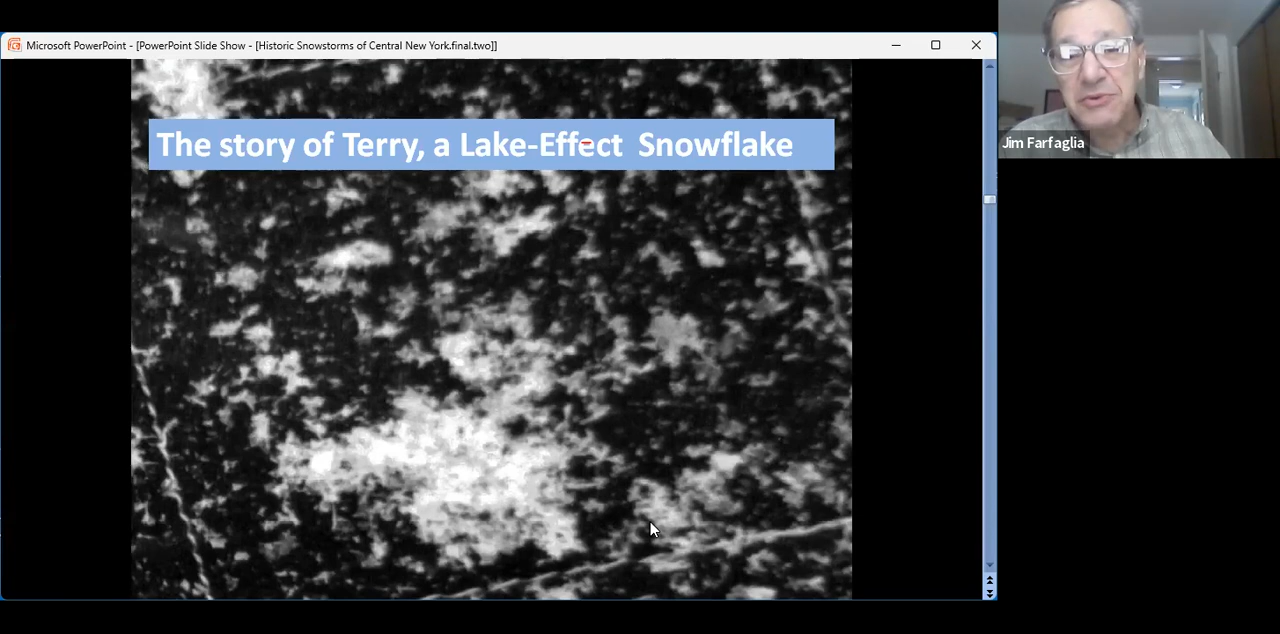 Microsoft PowerPoint - [PowerPoint Slide Show - [Historic Snowstorms of Central New York.final.two]]
The story of Terry, a Lake-Effect  Snowflake
Jim Farfaglia